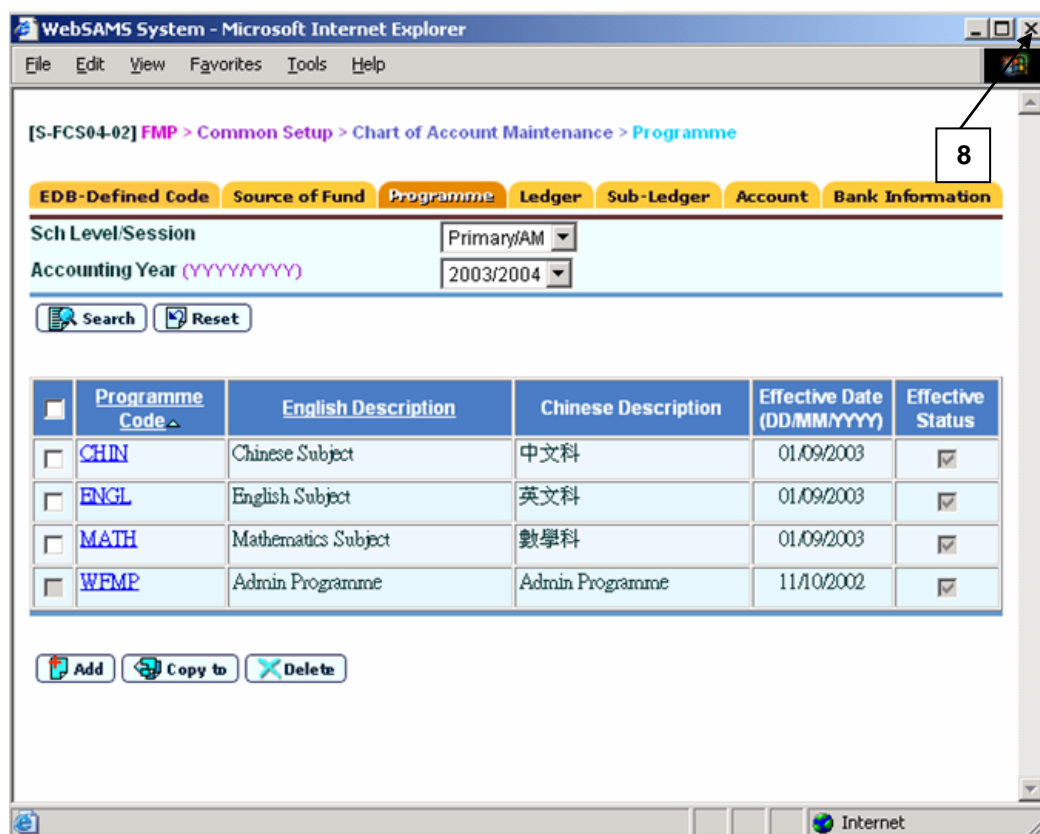 WebSAMS System - Microsoft Internet Explorer
File Edit View Favorites Tools Help
[S-FCS04-02] FMP > Common Setup > Chart of Account Maintenance > Programme
8
EDB-Defined Code Source of Fund Programme Ledger Sub-Ledger Account Bank Information
Sch Level/Session Primary/AM
Accounting Year (YYYY/YYYY) 2003/2004
Search Reset
Programme Code English Description Chinese Description Effective Date (DD/MM/YYYY) Effective Status
CHIN Chinese Subject 中文科 01/09/2003
ENGL English Subject 英文科 01/09/2003
MATH Mathematics Subject 數學科 01/09/2003
WFMP Admin Programme Admin Programme 11/10/2002
Add Copy to Delete
Internet